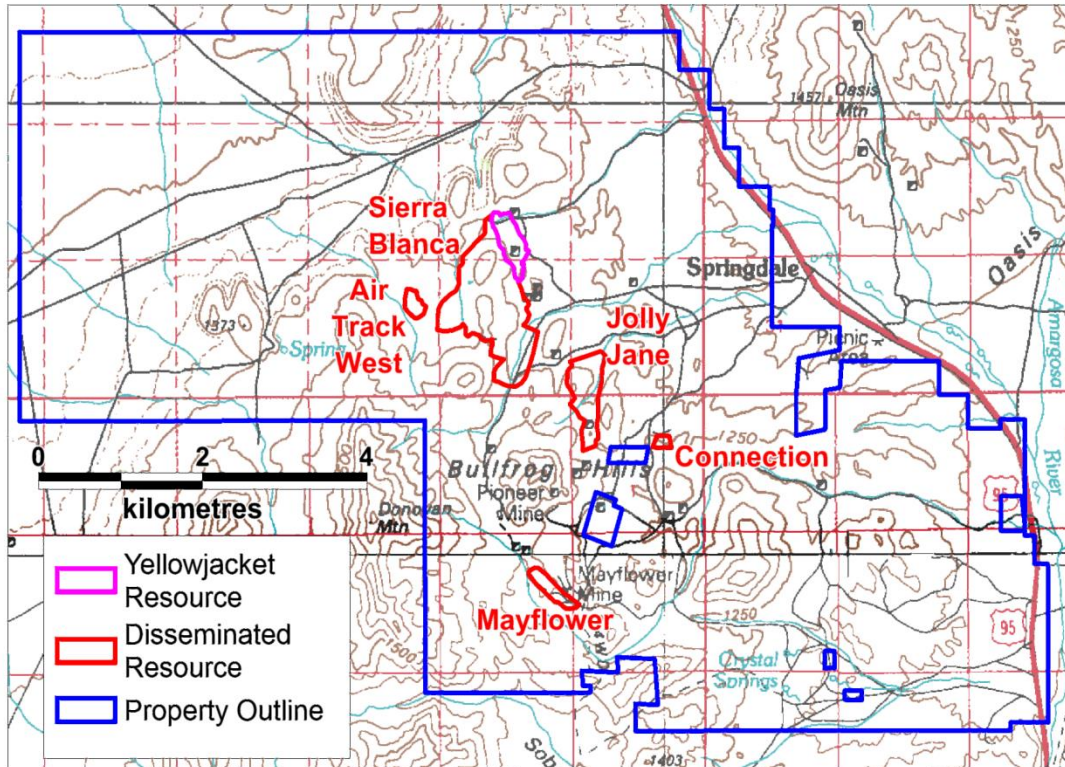 1250
Oasis
Mtn
1457
Sierra
Blanca
Oasis
Springdale
Air
Track
West
Jolly
Jane
1373
Spring
Picnic
Area
Amargosa
River
0 2 4
kilometres
1250
Connection
Bullfrog Hills
Pioneer
Mine
Donovan
Mtn
95
Yellowjacket
Resource
Disseminated
Resource
Property Outline
Mayflower
Mine
Mayflower
1250
95
1500
Crystal
Springs
1403